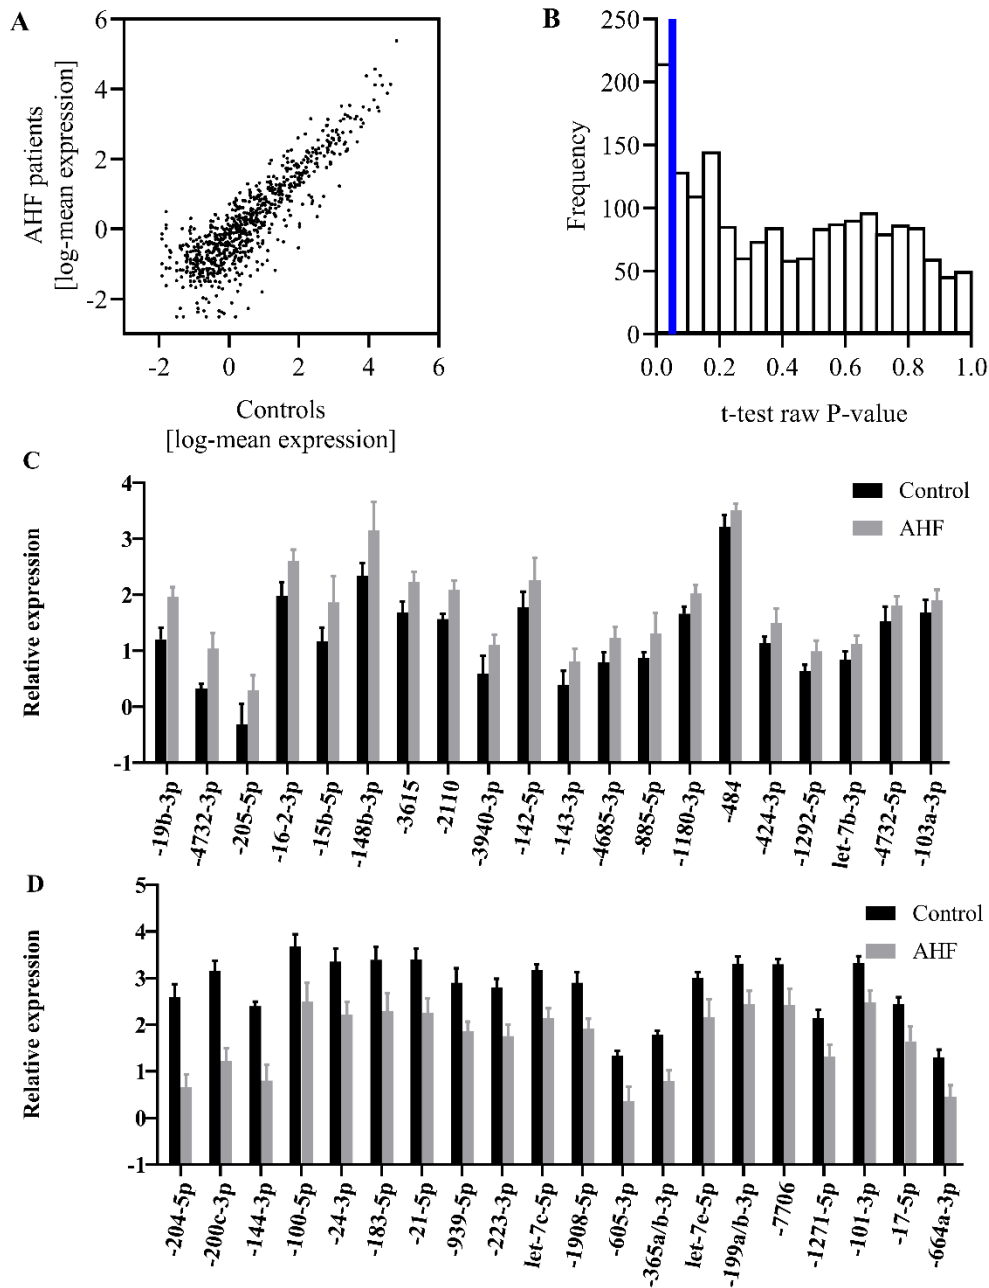 A
AHF patients
[log-mean expression]
6
4
2
0
-2
-2
0
2
4
6
Controls
[log-mean expression]
B
Frequency
250
200
150
100
50
0
0.0
0.2
0.4
0.6
0.8
1.0
t-test raw P-value
C
Relative expression
4
3
2
1
0
-1
Control
AHF
-19b-3p
-4732-3p
-205-5p
-16-2-3p
-15b-5p
-148b-3p
-3615
-2110
-3940-3p
-142-5p
-143-3p
-4685-3p
-885-5p
-1180-3p
-484
-424-3p
-1292-5p
let-7b-3p
-4732-5p
-103a-3p
D
Relative expression
5
4
3
2
1
0
-1
Control
AHF
-204-5p
-200c-3p
-144-3p
-100-5p
-24-3p
-183-5p
-21-5p
-939-5p
-223-3p
let-7c-5p
-1908-5p
-605-3p
-365a/b-3p
let-7e-5p
-199a/b-3p
-7706
-1271-5p
-101-3p
-17-5p
-664a-3p